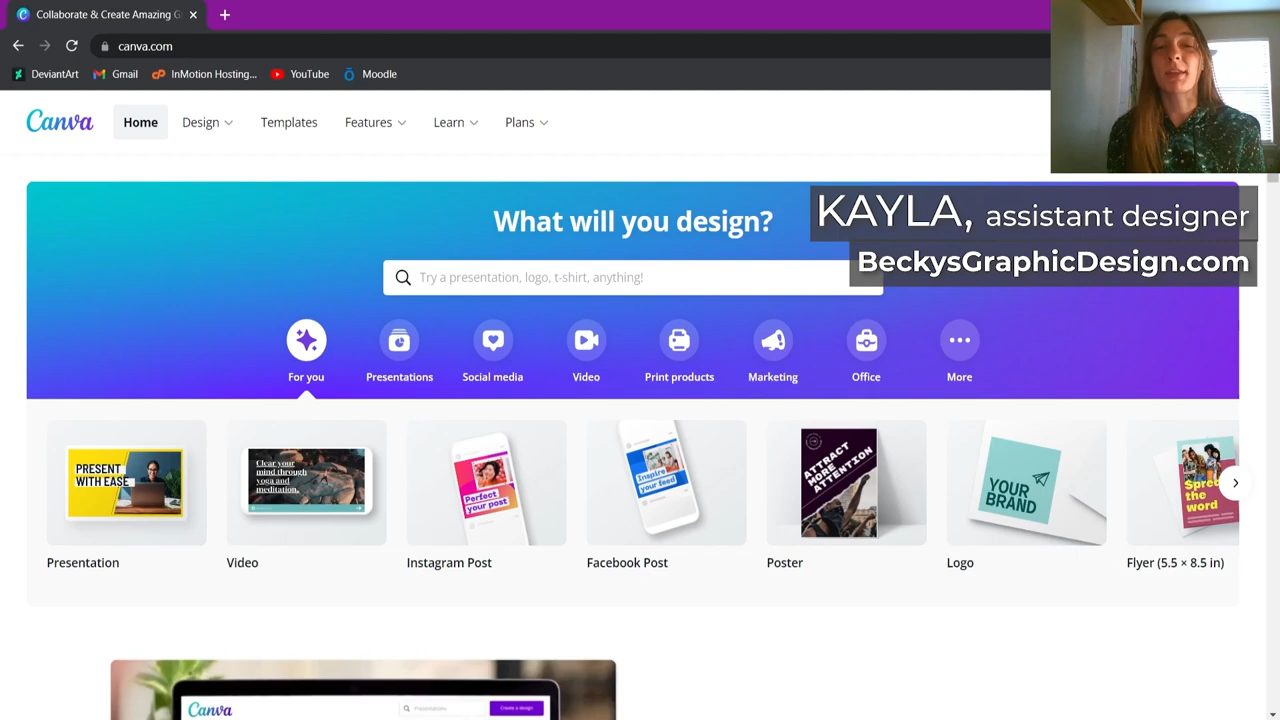 Collaborate & Create Amazing G
canva.com
DeviantArt
Gmail
InMotion Hosting...
YouTube
Moodle
Canva
Home
Design
Templates
Features
Learn
Plans
KAYLA, assistant designer
BeckysGraphicDesign.com
What will you design?
Try a presentation, logo, t-shirt, anything!
For you
Presentations
Social media
Video
Print products
Marketing
Office
More
PRESENT
WITH EASE
Clear your
mind through
yoga and
meditation.
Perfect
your post
Inspire
your feed
ATTRACT
MORE
ATTENTION
YOUR
BRAND
Spread
the
word
Presentation
Video
Instagram Post
Facebook Post
Poster
Logo
Flyer (5.5 × 8.5 in)
Canva
Presentations
Create a design